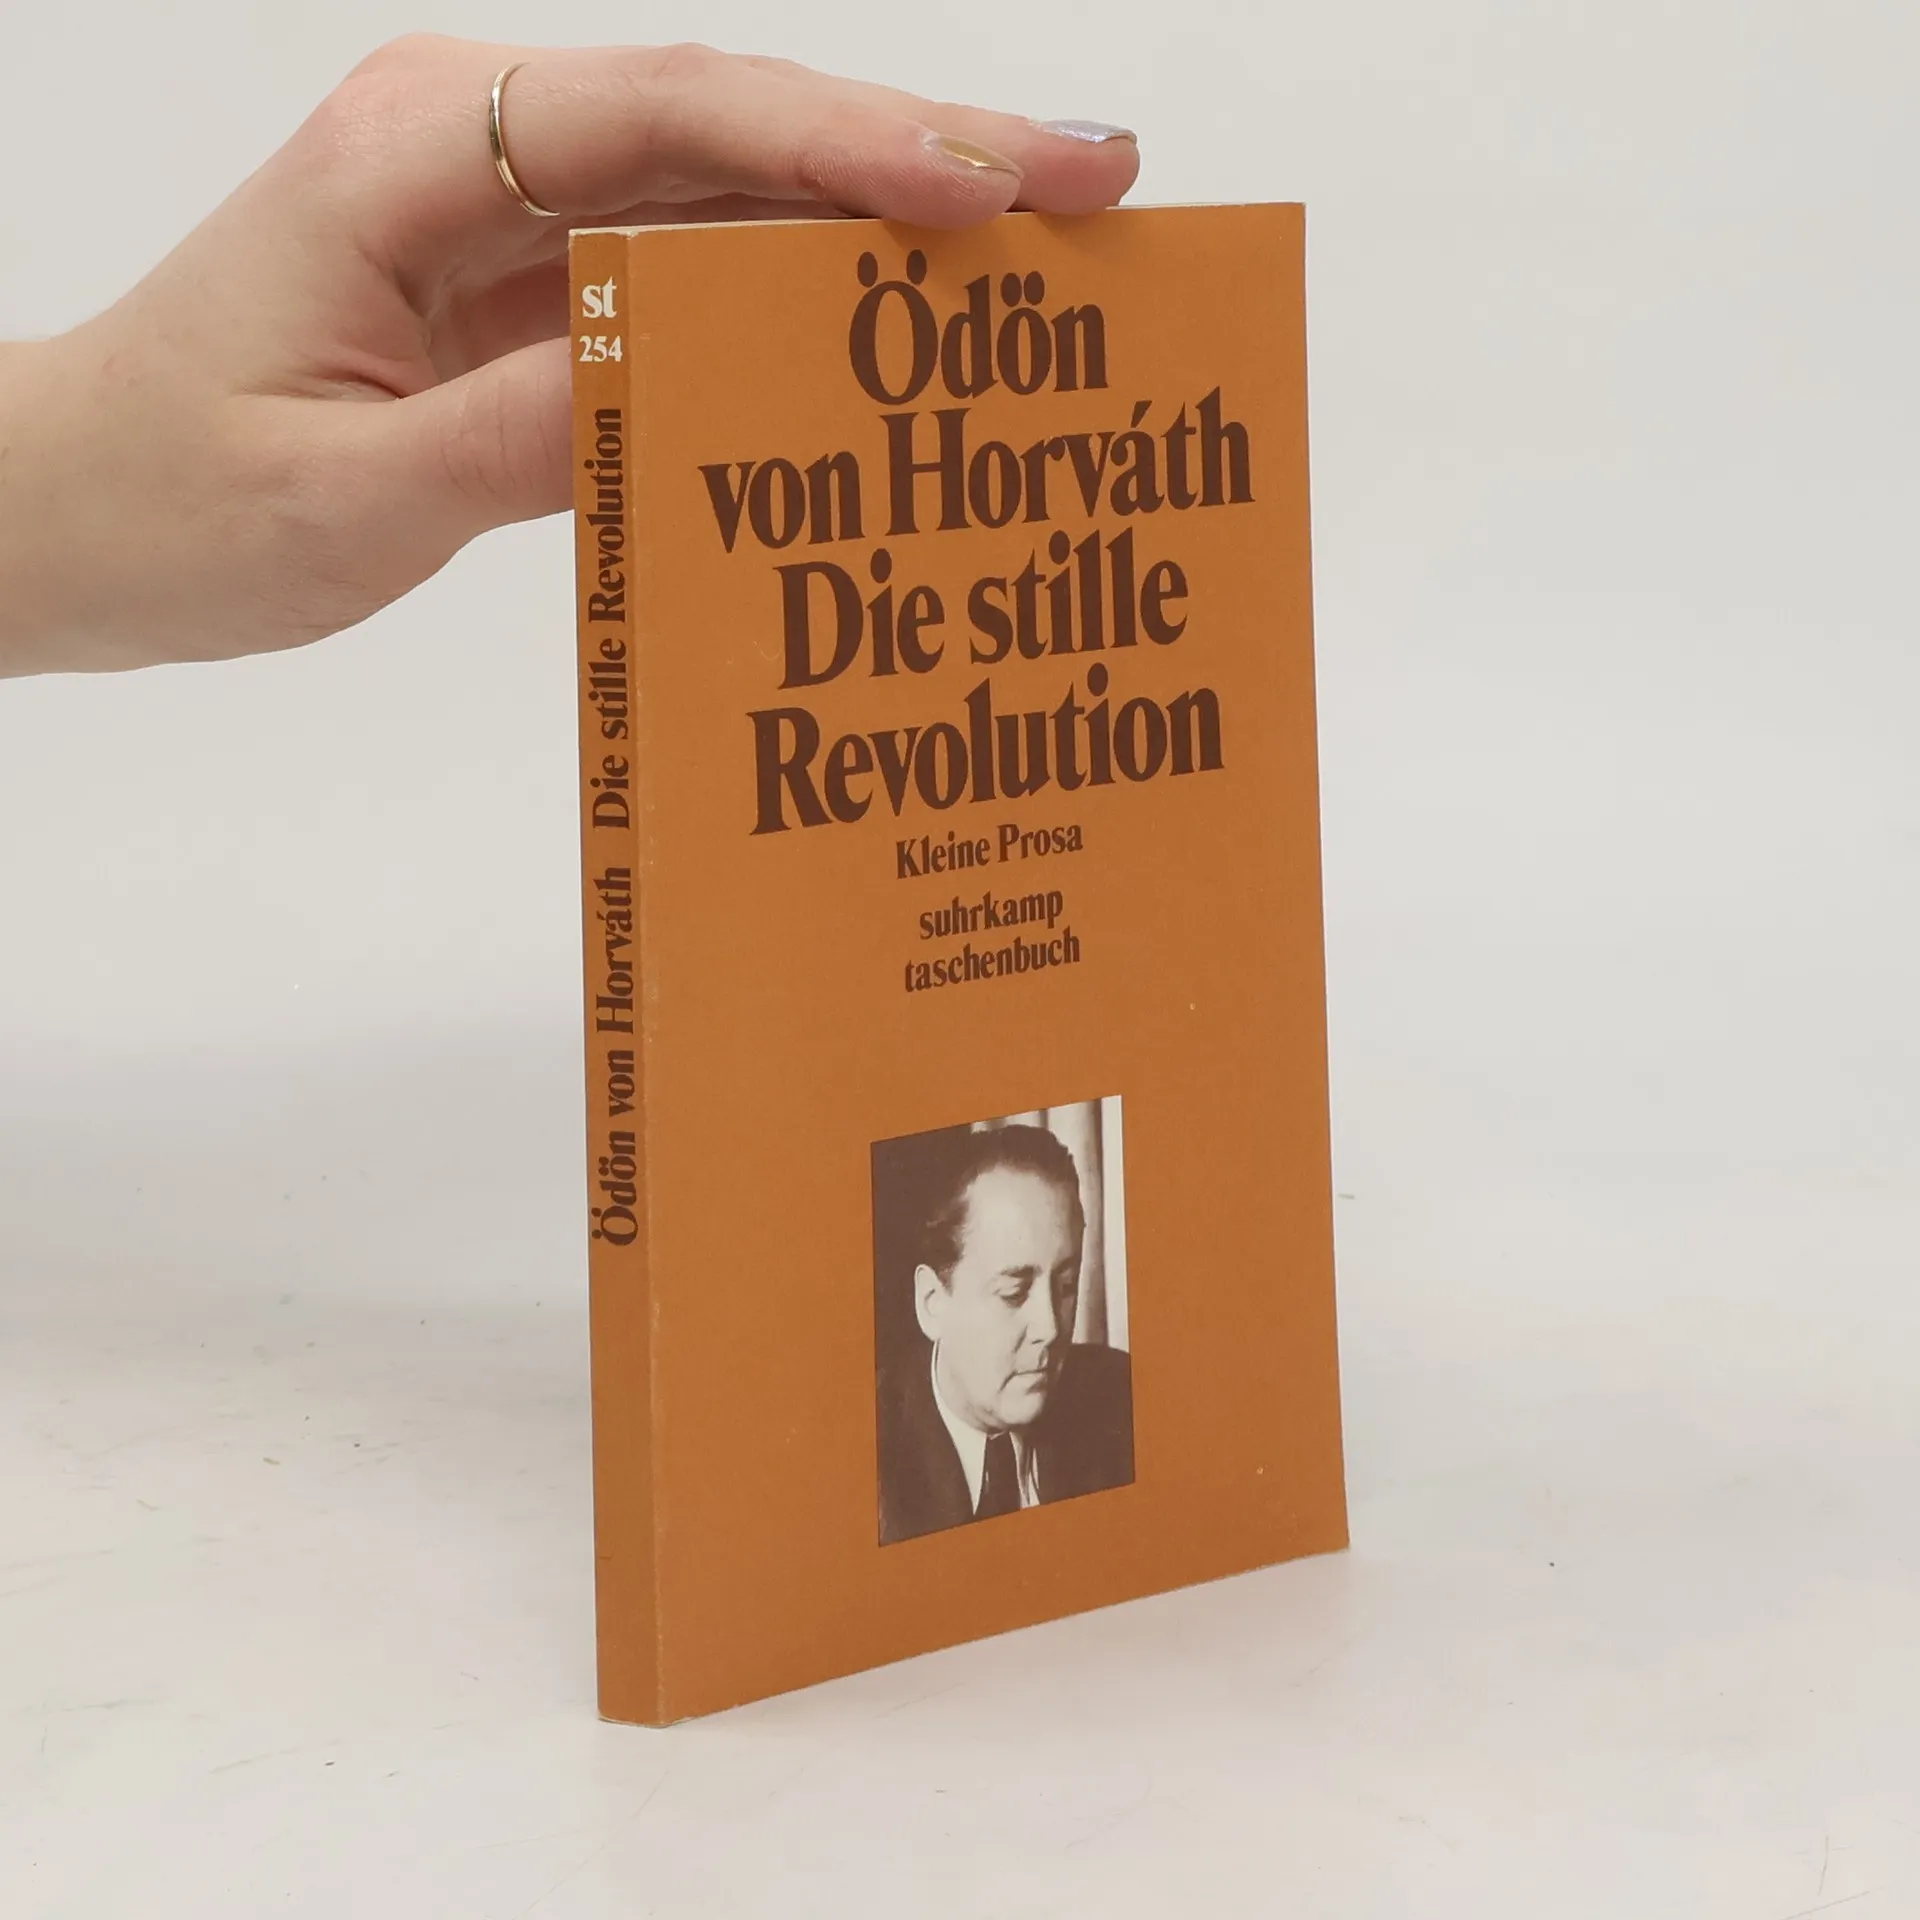 st
254
Ödön von Horváth Die stille Revolution
Ödön
von Horváth
Die stille
Revolution
Kleine Prosa
suhrkamp
taschenbuch